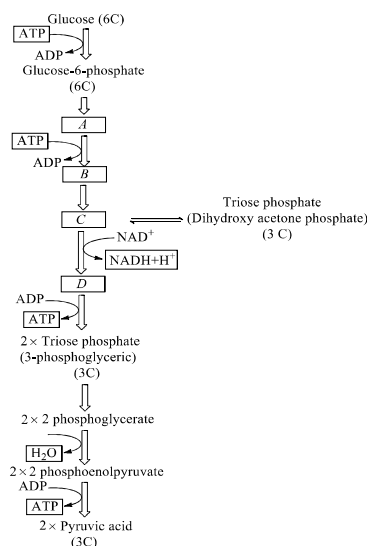 Glucose (6C)
ATP
ADP
Glucose-6-phosphate
(6C)
A
ATP
ADP
B
C
Triose phosphate
(Dihydroxy acetone phosphate)
(3 C)
NAD⁺
NADH+H⁺
D
ADP
ATP
2× Triose phosphate
(3-phosphoglyceric)
(3C)
2×2 phosphoglycerate
H₂O
2×2 phosphoenolpyruvate
ADP
ATP
2× Pyruvic acid
(3C)